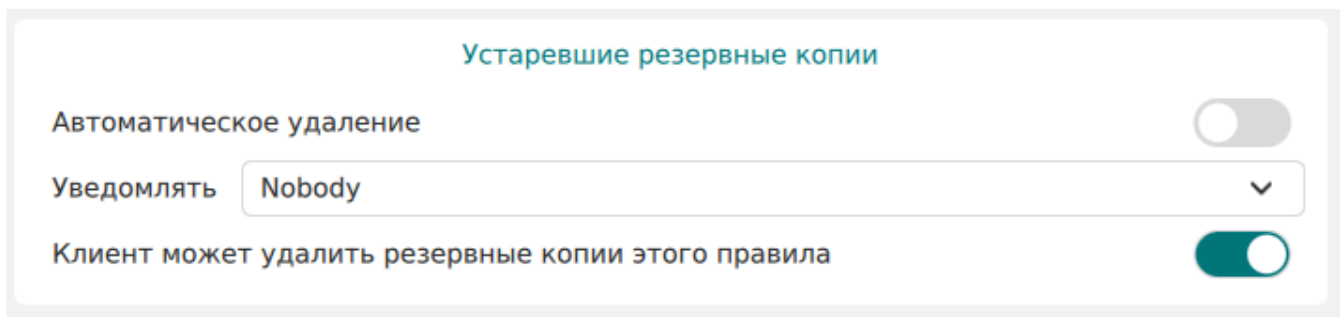 Устаревшие резервные копии
Автоматическое удаление
Уведомлять Nobody
Клиент может удалить резервные копии этого правила